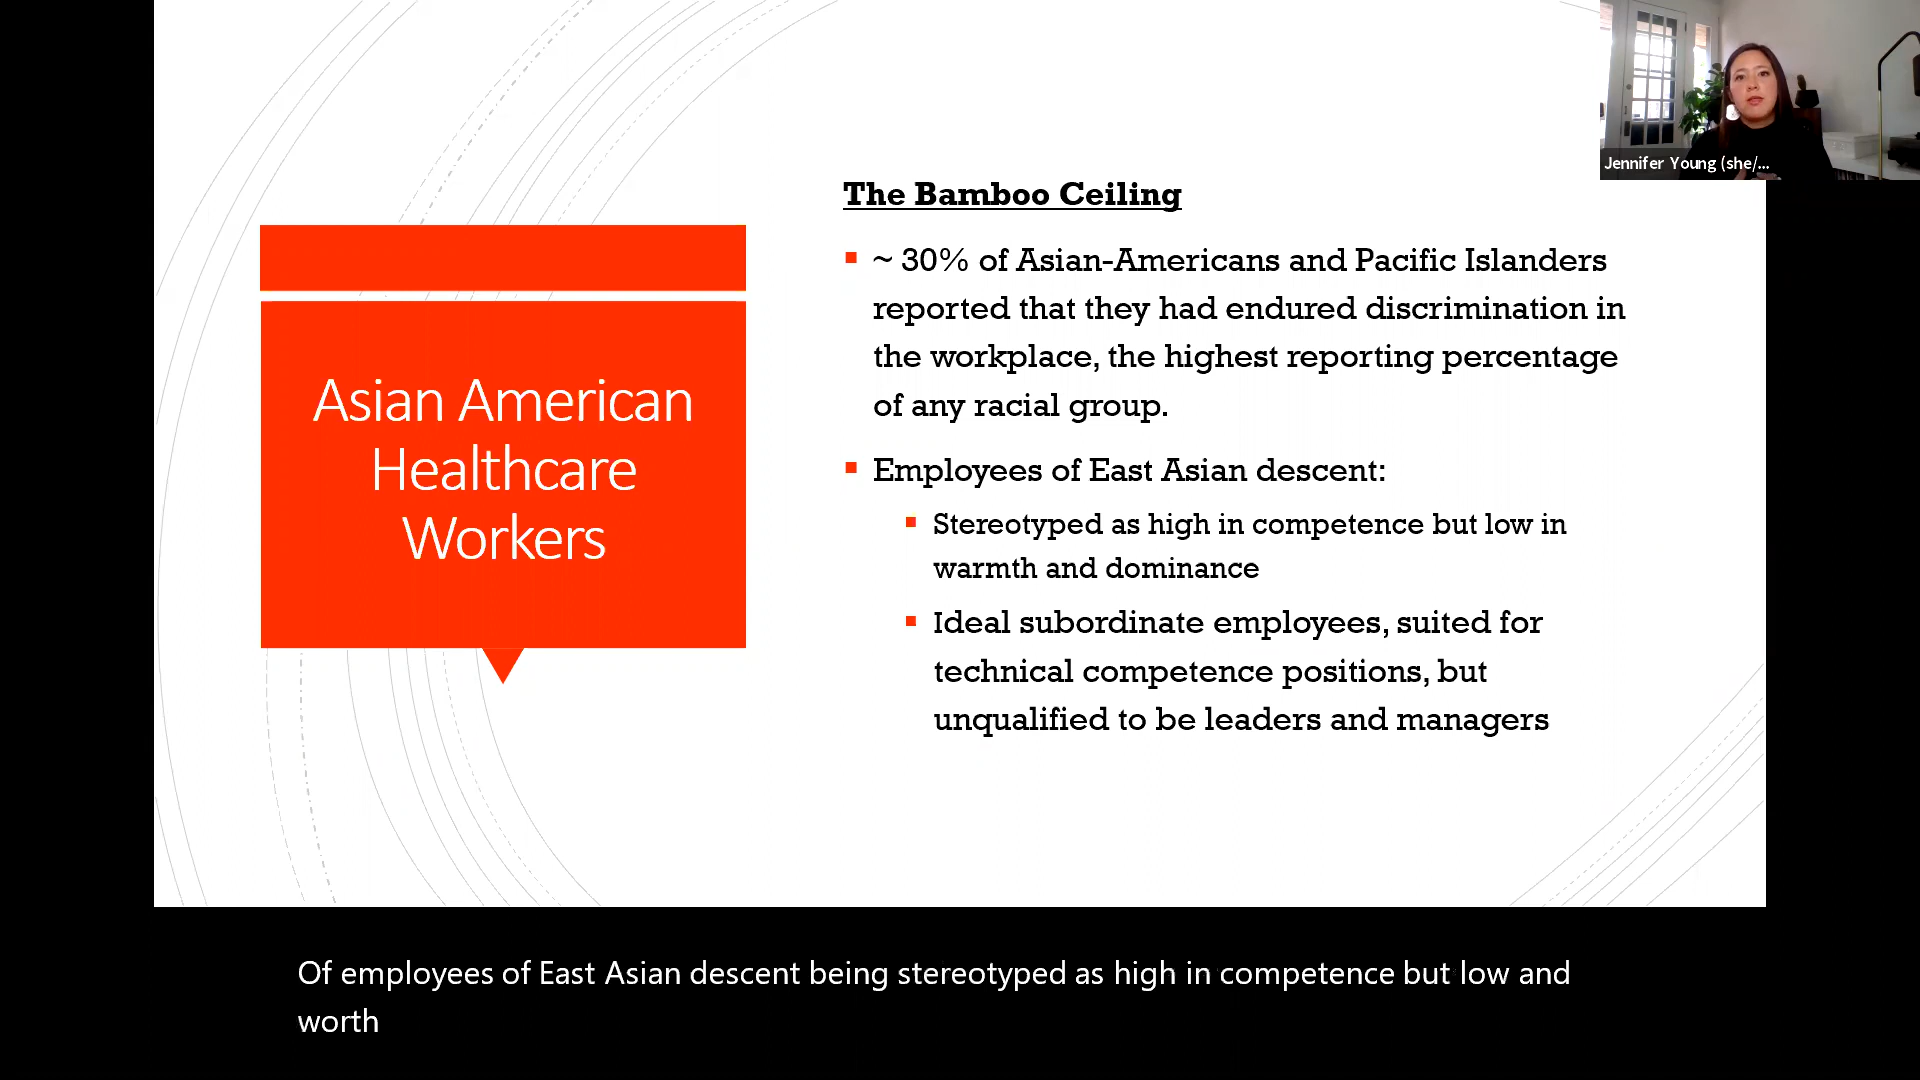 Jennifer Young (she/...
The Bamboo Ceiling
~ 30% of Asian-Americans and Pacific Islanders
reported that they had endured discrimination in
the workplace, the highest reporting percentage
of any racial group.
Employees of East Asian descent:
Stereotyped as high in competence but low in
warmth and dominance
Ideal subordinate employees, suited for
technical competence positions, but
unqualified to be leaders and managers
Asian American
Healthcare
Workers
Of employees of East Asian descent being stereotyped as high in competence but low and
worth